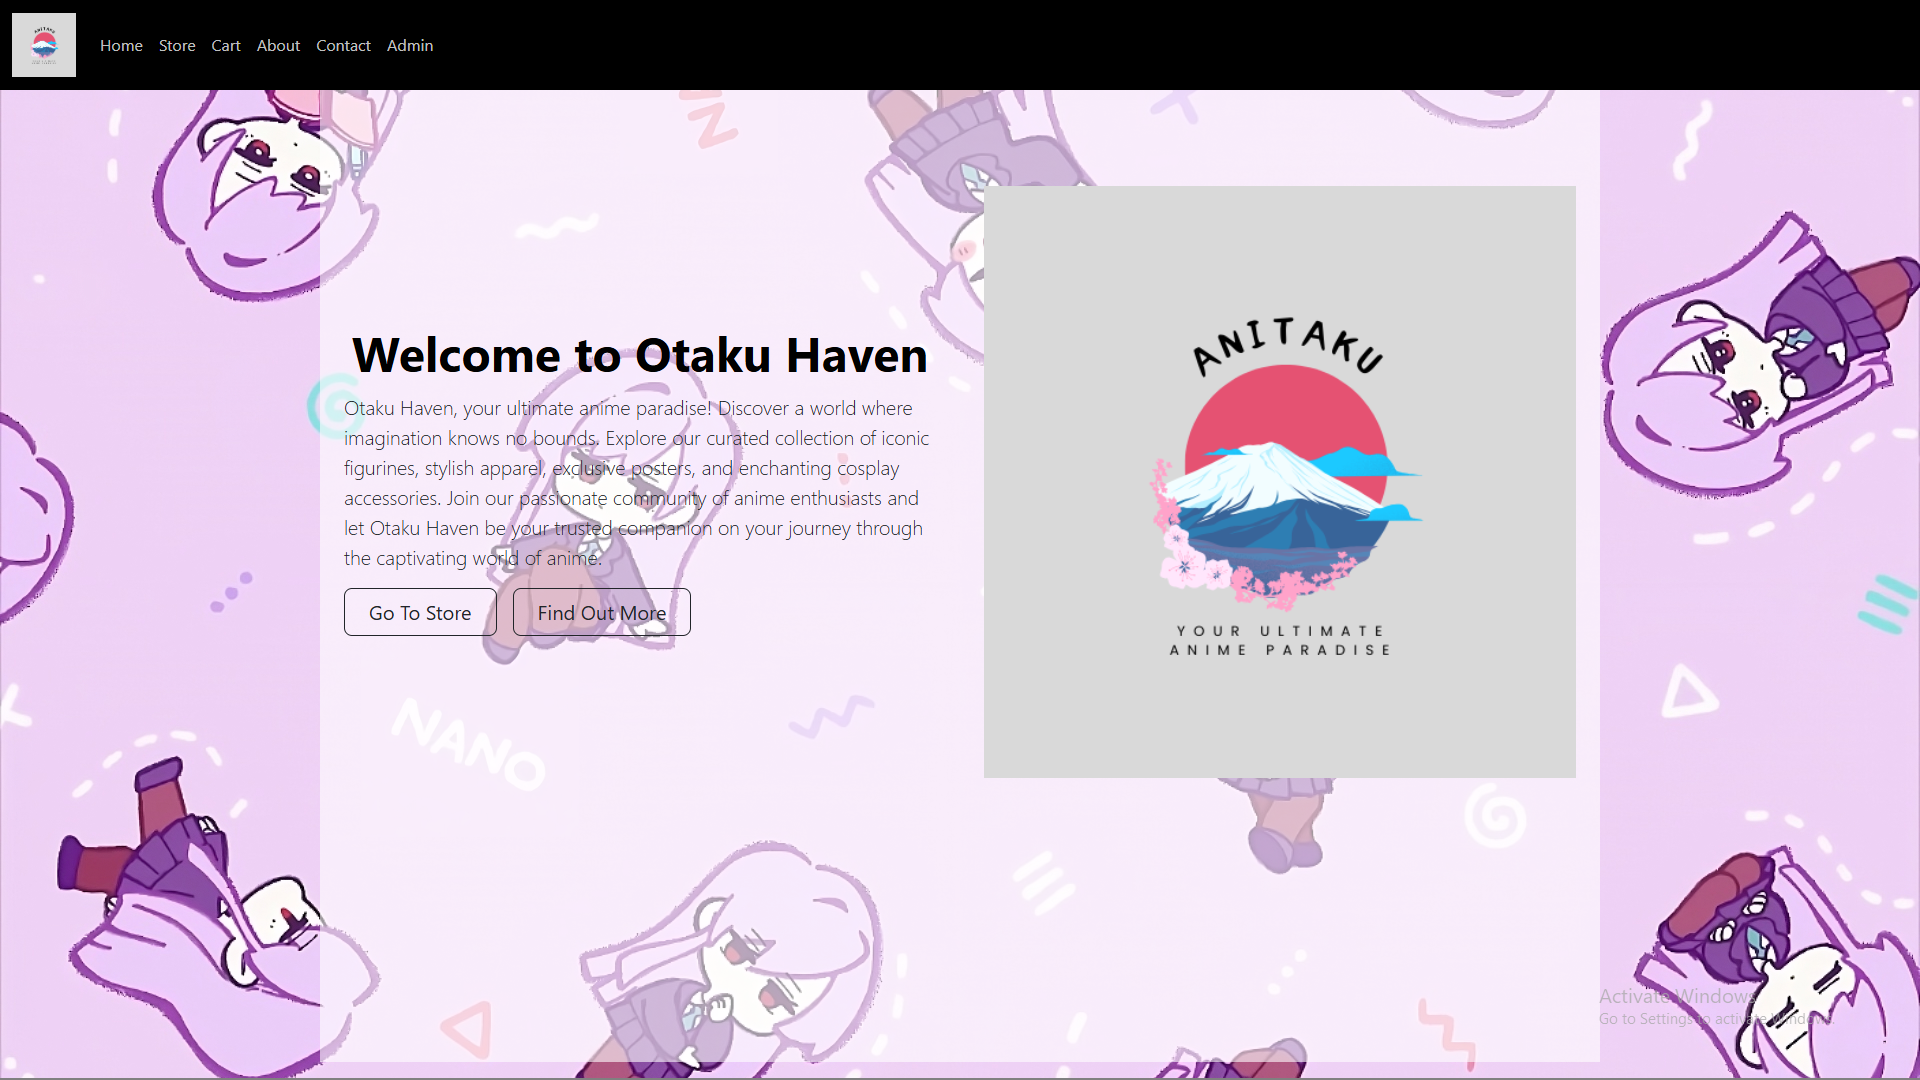 Home Store Cart About Contact Admin
Welcome to Otaku Haven
Otaku Haven, your ultimate anime paradise! Discover a world where
imagination knows no bounds. Explore our curated collection of iconic
figurines, stylish apparel, exclusive posters, and enchanting cosplay
accessories. Join our passionate community of anime enthusiasts and
let Otaku Haven be your trusted companion on your journey through
the captivating world of anime.
Go To Store Find Out More
ANITAKU
YOUR ULTIMATE
ANIME PARADISE
NANO
Activate Windows
Go to Settings to activate Windows.